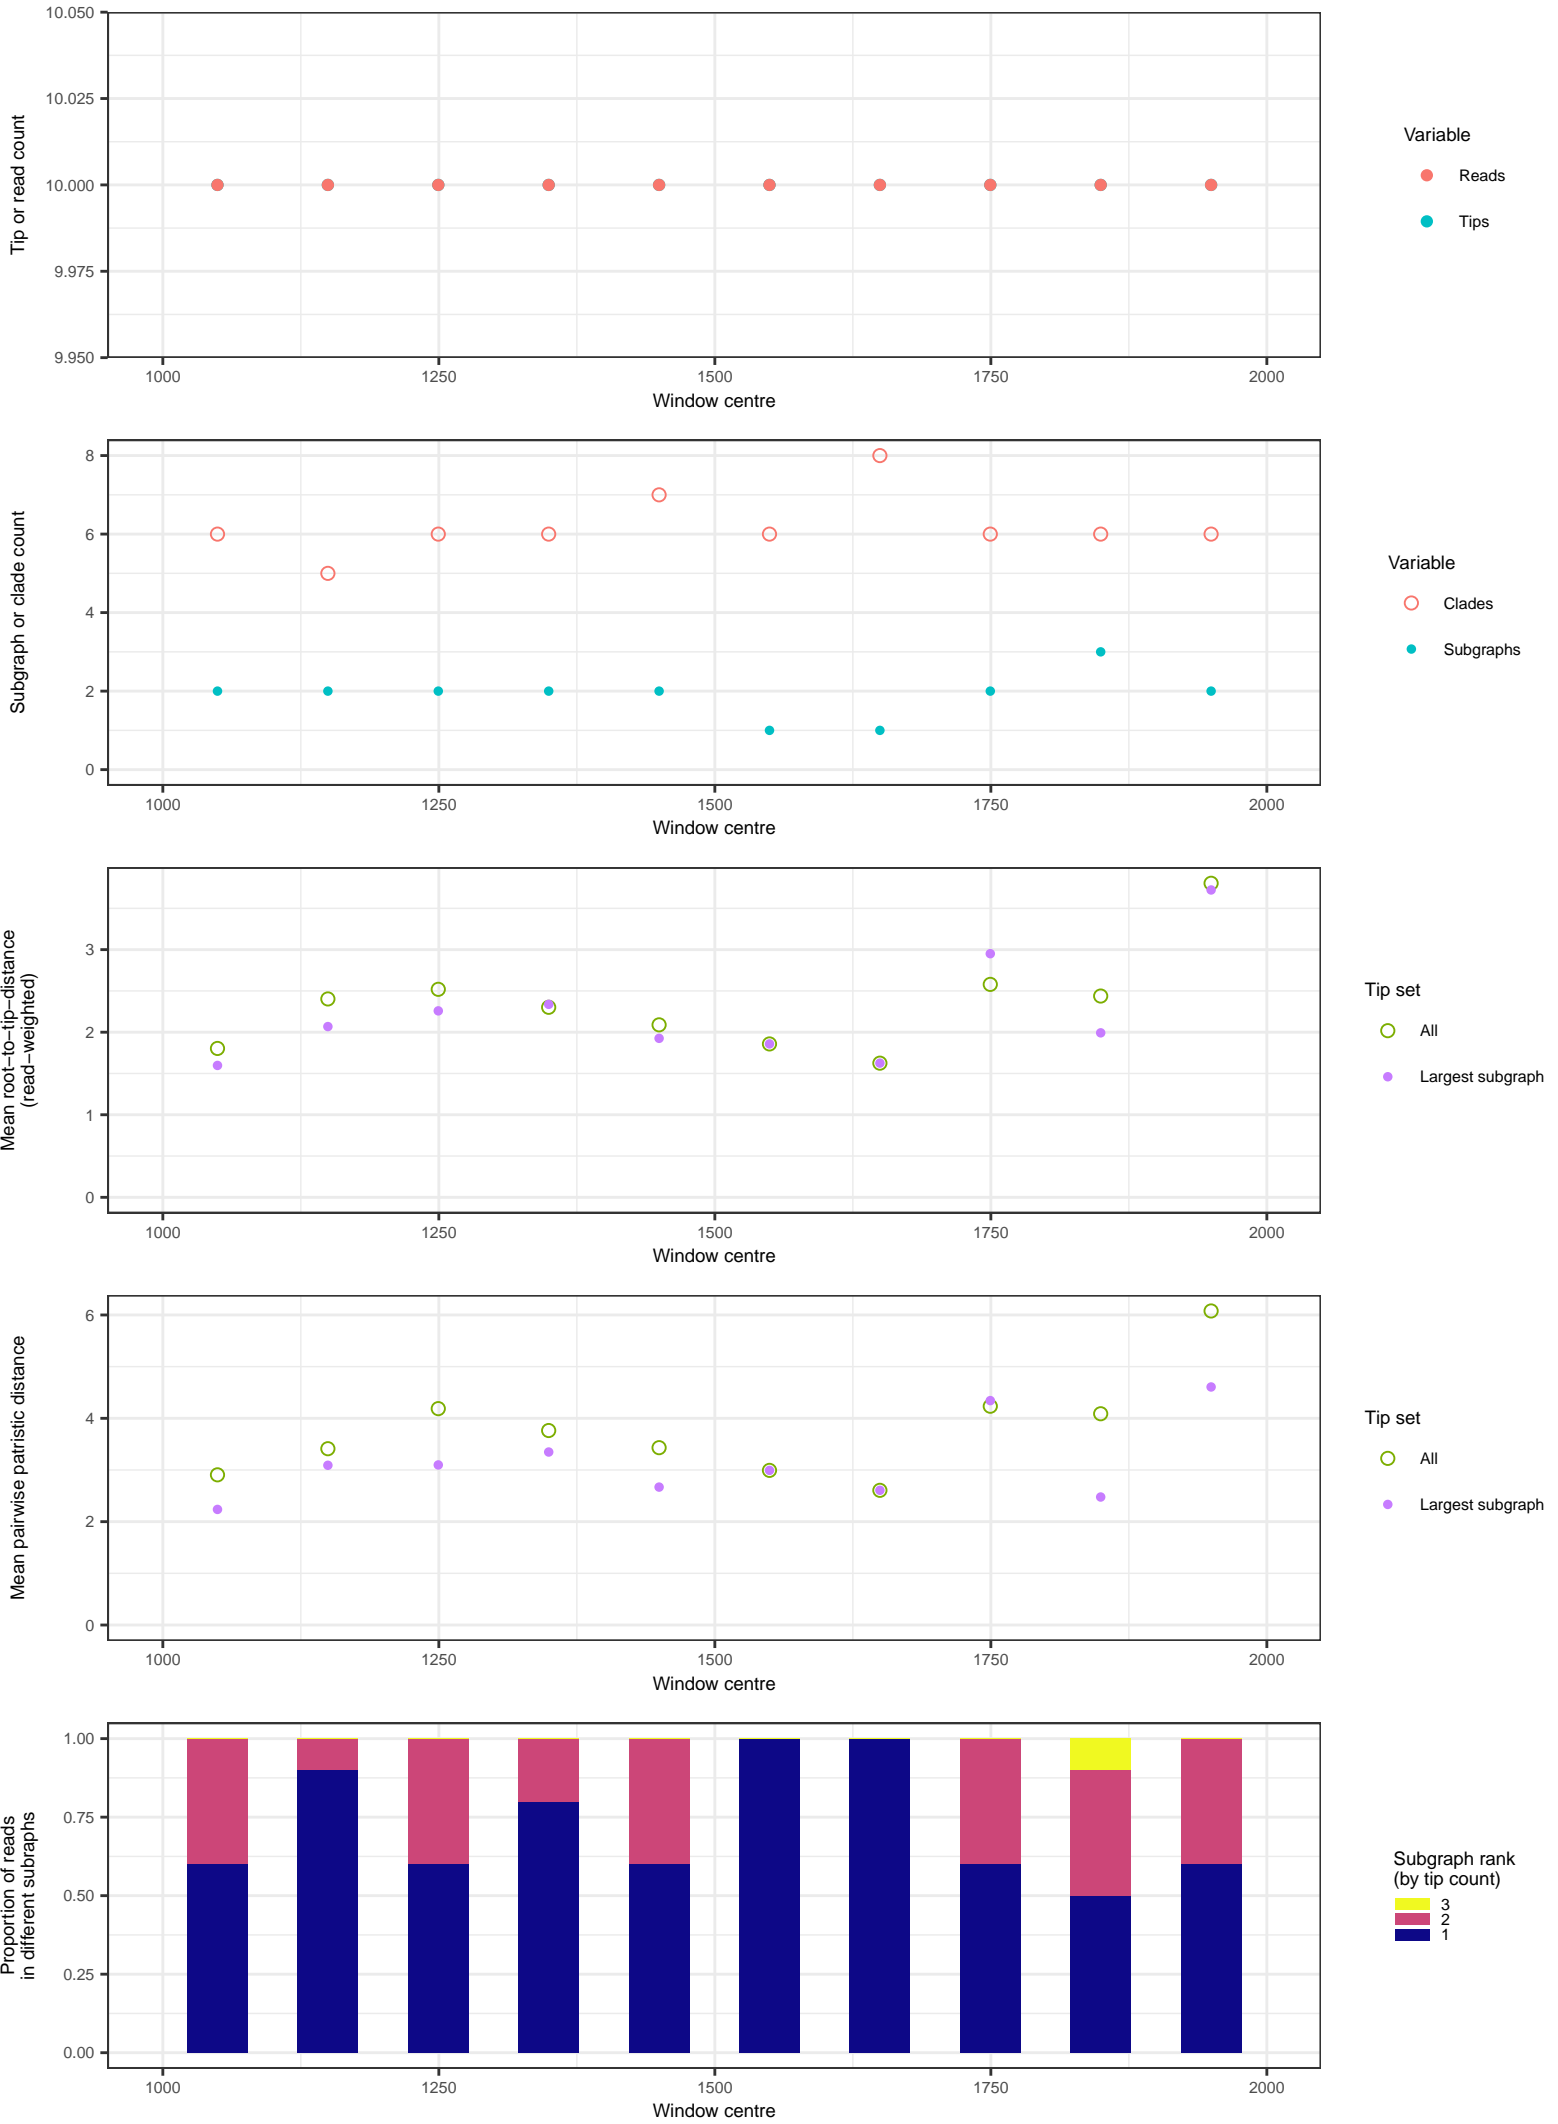 10.050
10.025
10.000
9.975
9.950
Tip or read count
1000 1250 1500 1750 2000
Window centre
Variable
Reads
Tips
8
6
4
2
0
Subgraph or clade count
1000 1250 1500 1750 2000
Window centre
Variable
Clades
Subgraphs
3
2
1
0
Mean root−to−tip−distance
(read−weighted)
1000 1250 1500 1750 2000
Window centre
Tip set
All
Largest subgraph
6
4
2
0
Mean pairwise patristic distance
1000 1250 1500 1750 2000
Window centre
Tip set
All
Largest subgraph
1.00
0.75
0.50
0.25
0.00
Proportion of reads
in different subraphs
1000 1250 1500 1750 2000
Window centre
Subgraph rank
(by tip count)
3
2
1